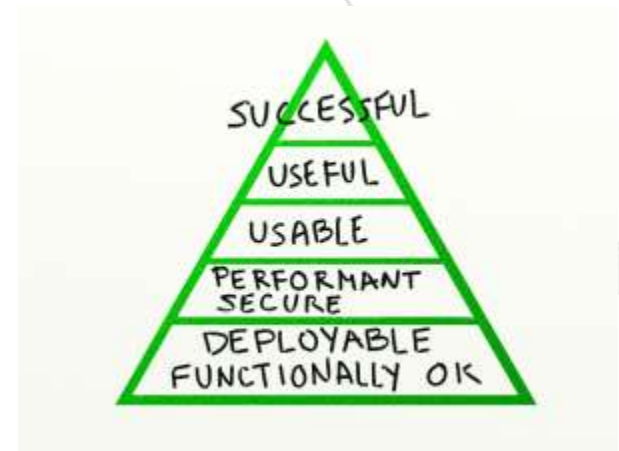 SUCCESSFUL
USEFUL
USABLE
PERFORMANT
SECURE
DEPLOYABLE
FUNCTIONALLY OK